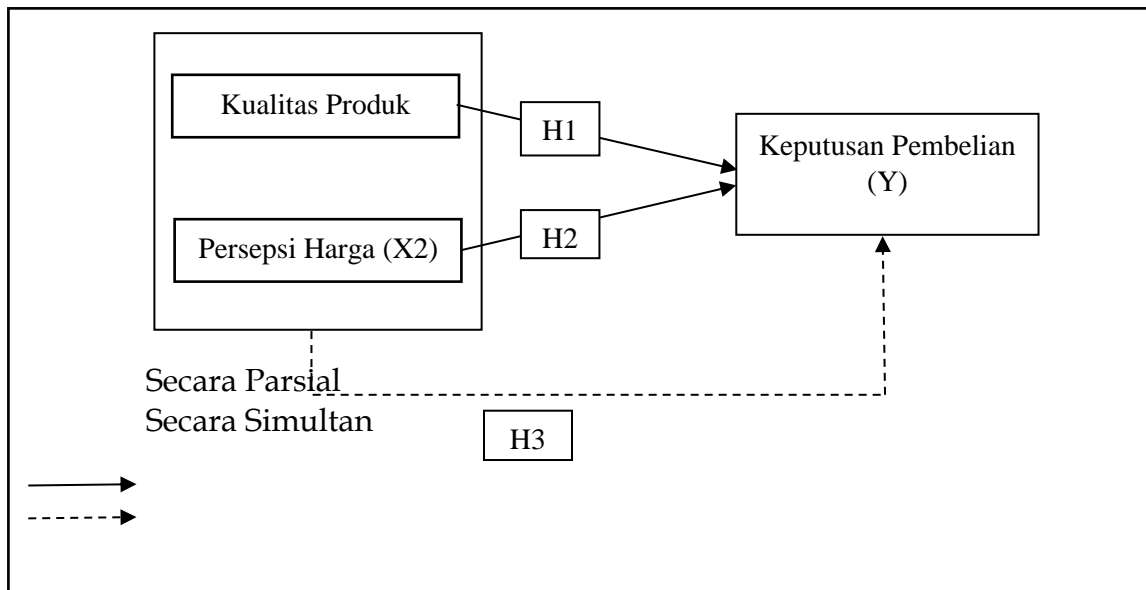 Kualitas Produk
H1
Keputusan Pembelian
(Y)
Persepsi Harga (X2)
H2
Secara Parsial
Secara Simultan
H3